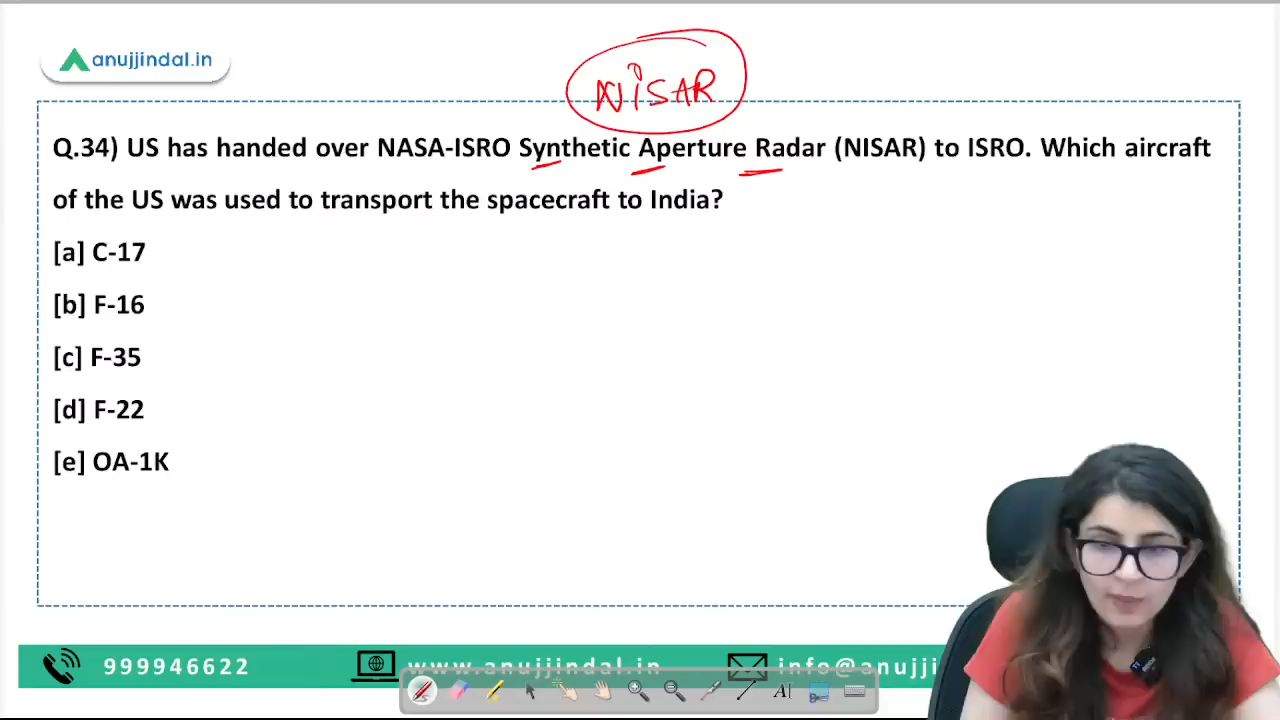 anujjindal.in
NISAR
Q.34) US has handed over NASA-ISRO Synthetic Aperture Radar (NISAR) to ISRO. Which aircraft
of the US was used to transport the spacecraft to India?
[a] C-17
[b] F-16
[c] F-35
[d] F-22
[e] OA-1K
999946622
www.anujjindal.in
info@anujji
A